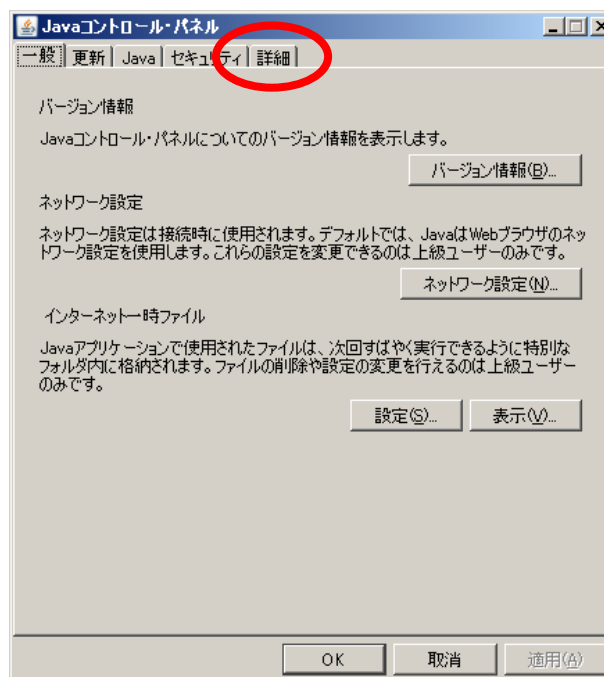 Javaコントロール・パネル
一般 更新 Java セキュリティ 詳細
バージョン情報
Javaコントロール・パネルについてのバージョン情報を表示します。
バージョン情報(B)...
ネットワーク設定
ネットワーク設定は接続時に使用されます。デフォルトでは、JavaはWebブラウザのネッ
トワーク設定を使用します。これらの設定を変更できるのは上級ユーザーのみです。
ネットワーク設定(N)...
インターネット一時ファイル
Javaアプリケーションで使用されたファイルは、次回すばやく実行できるように特別な
フォルダ内に格納されます。ファイルの削除や設定の変更を行えるのは上級ユーザー
のみです。
設定(S)... 表示(V)...
OK 取消 適用(A)